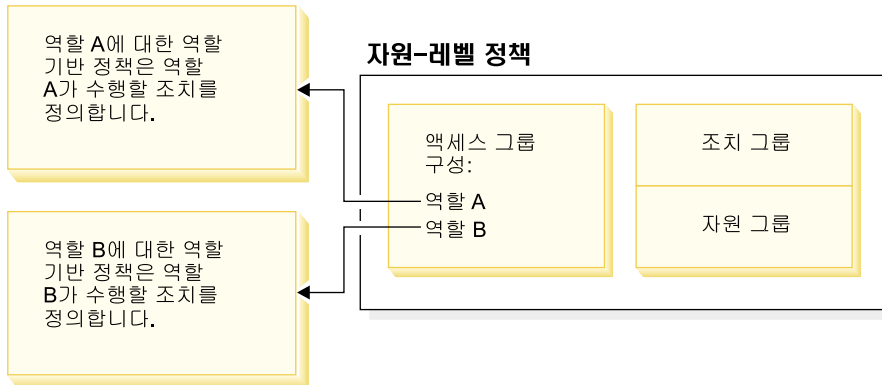 역할 A에 대한 역할
기반 정책은 역할
A가 수행할 조치를
정의합니다.
역할 B에 대한 역할
기반 정책은 역할
B가 수행할 조치를
정의합니다.
자원-레벨 정책
액세스 그룹
구성:
역할 A
역할 B
조치 그룹
자원 그룹